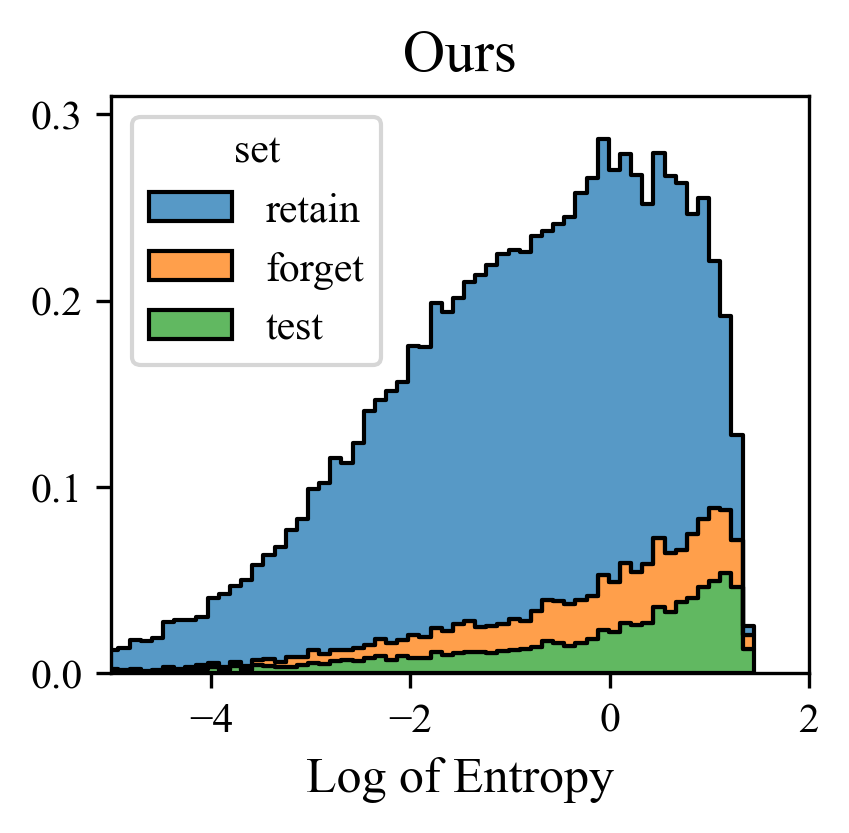 Ours
0.3
0.2
0.1
0.0
set
retain
forget
test
−4
−2
0
2
Log of Entropy